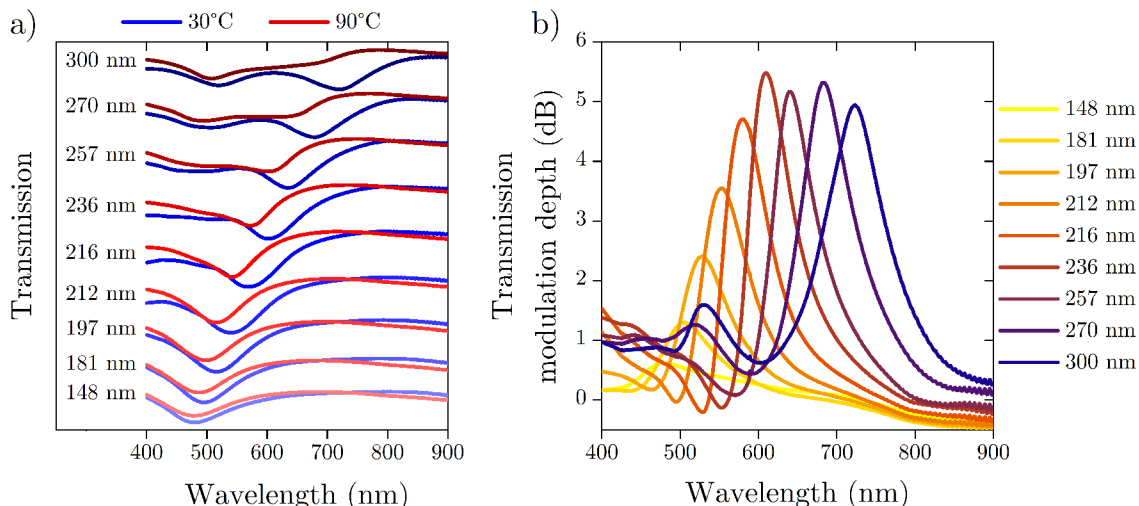 a)
30°C 90°C
300 nm
270 nm
257 nm
236 nm
216 nm
212 nm
197 nm
181 nm
148 nm
Transmission
400 500 600 700 800 900
Wavelength (nm)
b)
Transmission
modulation depth (dB)
6
5
4
3
2
1
0
400 500 600 700 800 900
Wavelength (nm)
148 nm
181 nm
197 nm
212 nm
216 nm
236 nm
257 nm
270 nm
300 nm